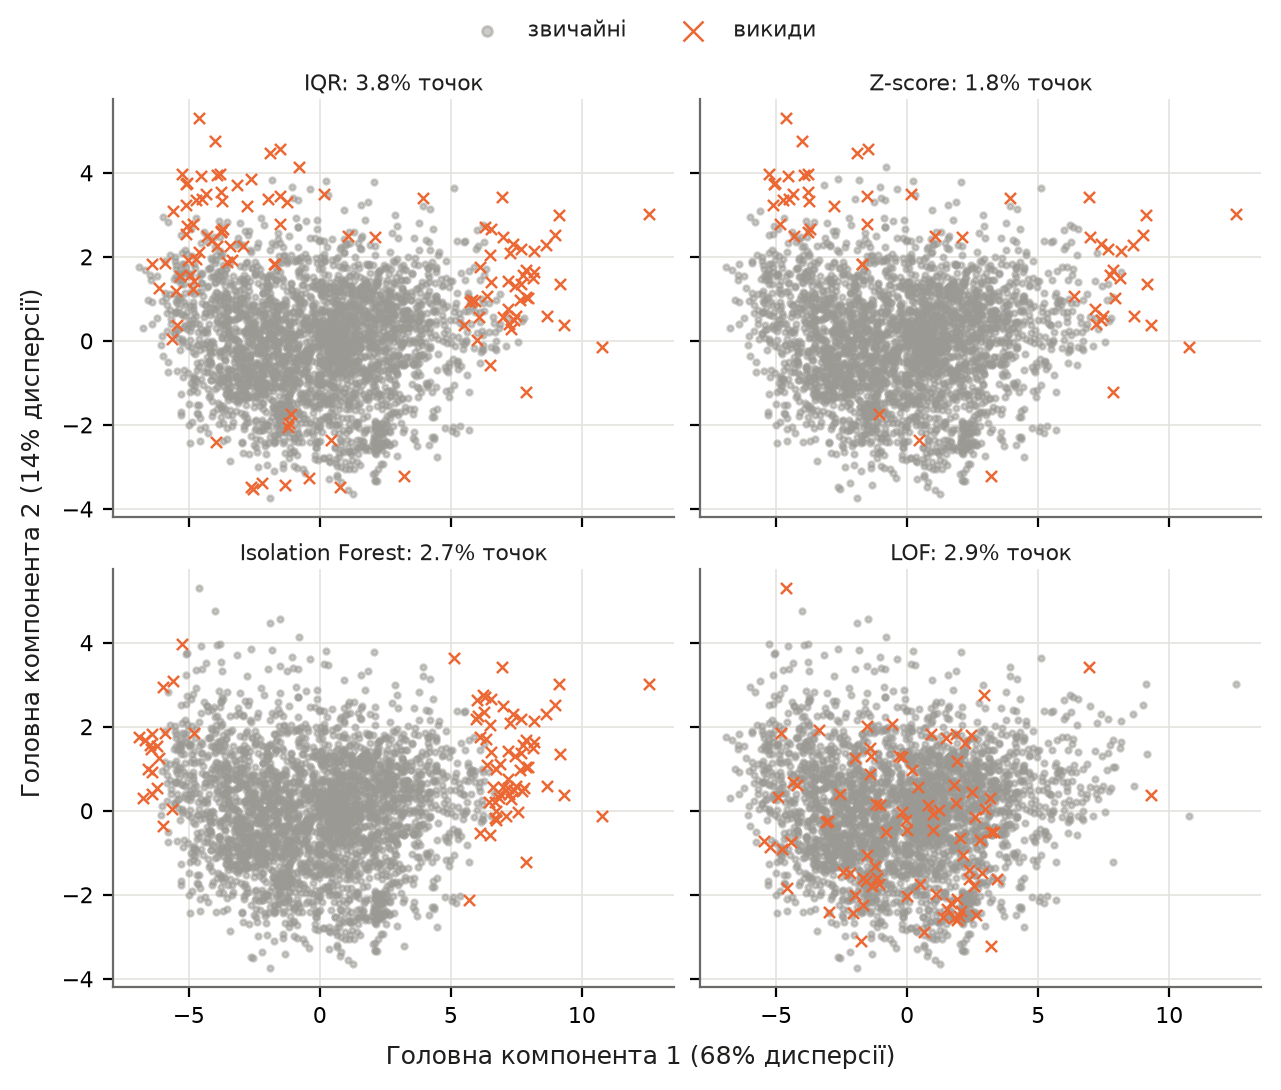 звичайні викиди
IQR: 3.8% точок
Z-score: 1.8% точок
4
2
0
−2
−4
Isolation Forest: 2.7% точок
LOF: 2.9% точок
4
2
0
−2
−4
−5 0 5 10
−5 0 5 10
Головна компонента 2 (14% дисперсії)
Головна компонента 1 (68% дисперсії)